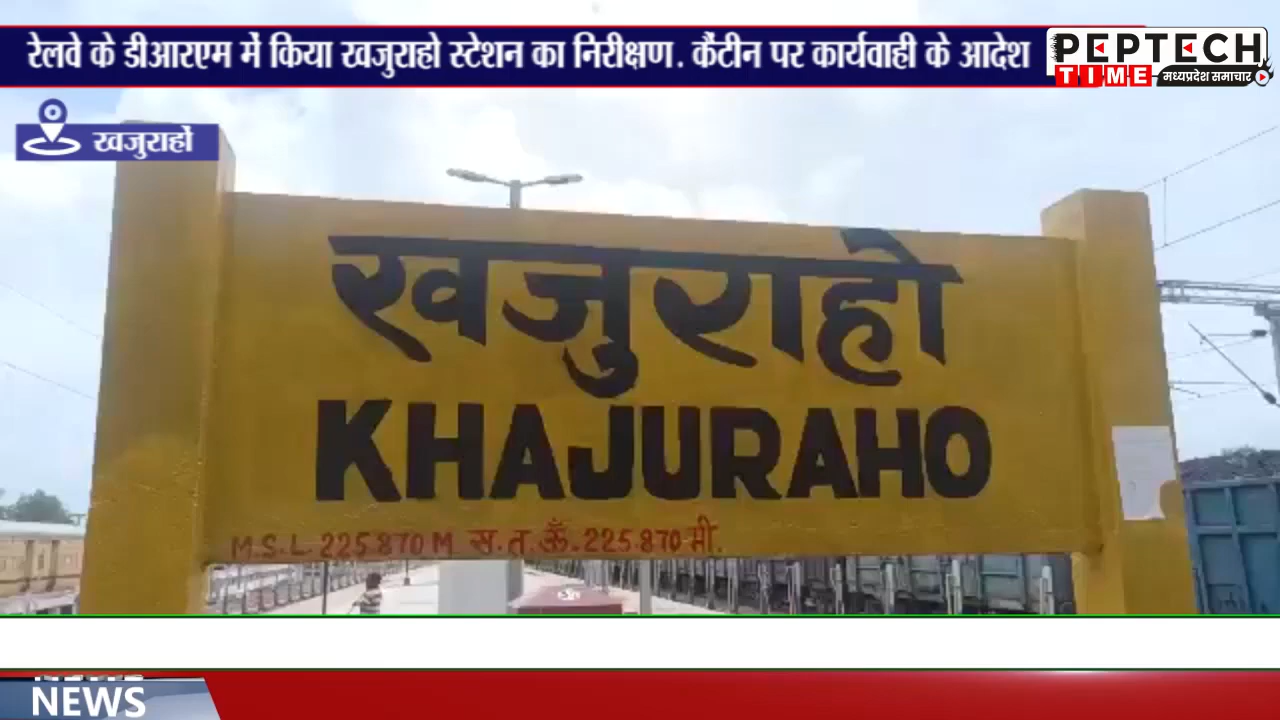 रेलवे के डीआरएम में किया खजुराहो स्टेशन का निरीक्षण. कैंटीन पर कार्यवाही के आदेश
PEPTECH
TIME मध्यप्रदेश समाचार
खजुराहो
खजुराहो
KHAJURAHO
M.S.L. 225.870 M स.त.ऊँ.225.870 मी.
NEWS